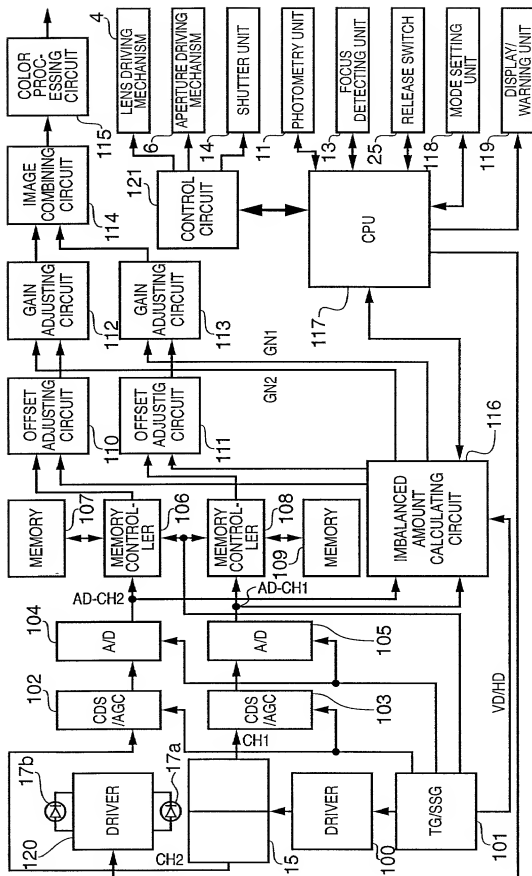 COLOR
PROC-
ESSING
CIRCUIT
115
IMAGE
COMBINING
CIRCUIT
114
GAIN
ADJUSTING
CIRCUIT
112
GAIN
ADJUSTING
CIRCUIT
113
OFFSET
ADJUSTING
CIRCUIT
110
OFFSET
ADJUSTIG
CIRCUIT
111
GN1
GN2
MEMORY
107
MEMORY
CONTROL-
LER
106
MEMORY
CONTROL-
LER
108
MEMORY
109
AD-CH2
AD-CH1
A/D
104
A/D
105
CDS
/AGC
102
CDS
/AGC
103
CH1
CH2
17b
17a
DRIVER
120
15
DRIVER
100
TG/SSG
101
VD/HD
IMBALANCED
AMOUNT
CALCULATING
CIRCUIT
116
CPU
117
CONTROL
CIRCUIT
121
LENS DRIVING
MECHANISM
4
APERTURE DRIVING
MECHANISM
6
SHUTTER UNIT
14
PHOTOMETRY UNIT
11
FOCUS
DETECTING UNIT
13
RELEASE SWITCH
25
MODE SETTING
UNIT
118
DISPLAY/
WARNING UNIT
119